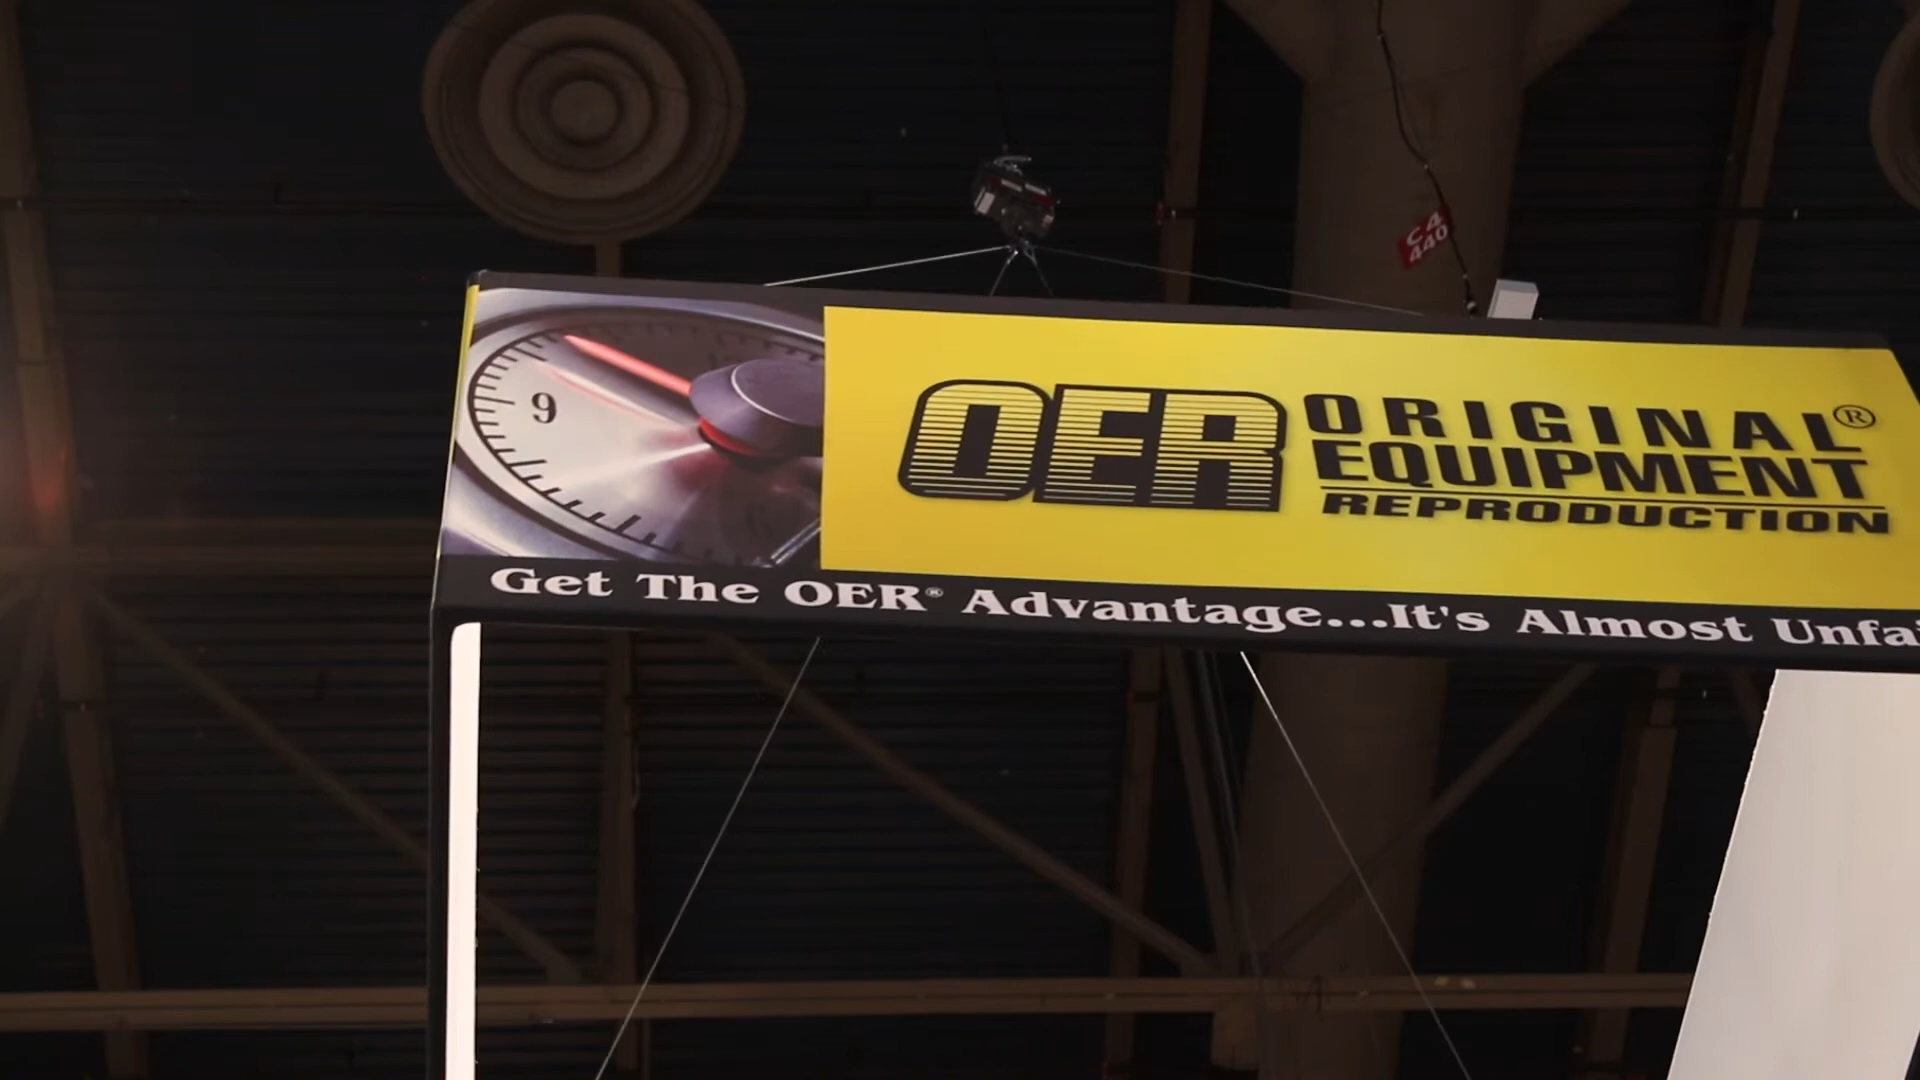 C4
440
9
OER ORIGINAL®
EQUIPMENT
REPRODUCTION
Get The OER® Advantage...It's Almost